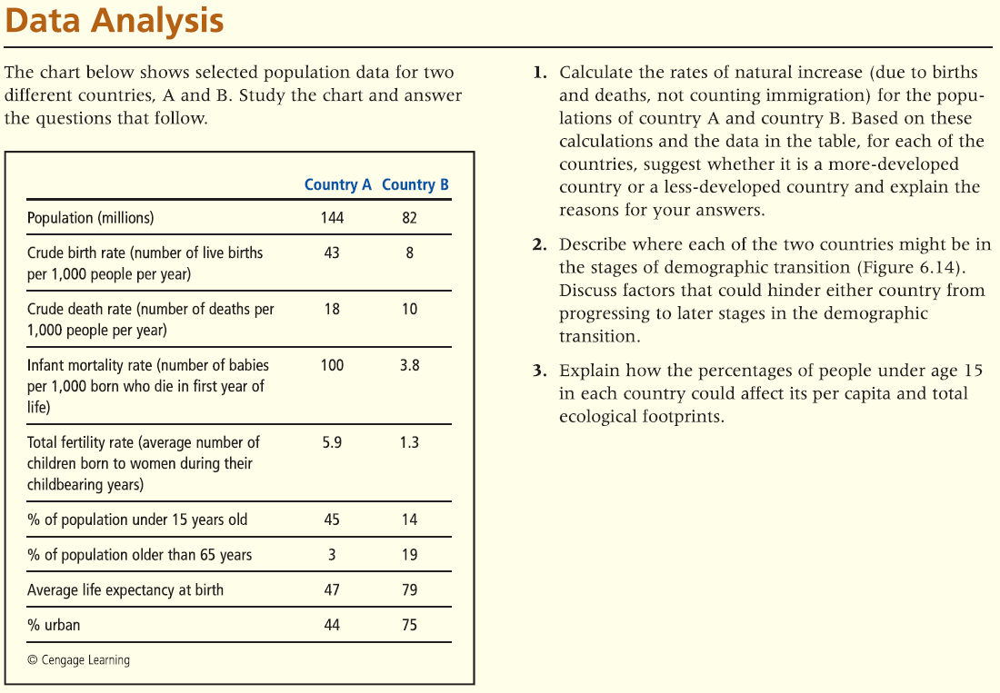 Data Analysis
The chart below shows selected population data for two
different countries, A and B. Study the chart and answer
the questions that follow.
Country A Country B
Population (millions) 144 82
Crude birth rate (number of live births 43 8
per 1,000 people per year)
Crude death rate (number of deaths per 18 10
1,000 people per year)
Infant mortality rate (number of babies 100 3.8
per 1,000 born who die in first year of
life)
Total fertility rate (average number of 5.9 1.3
children born to women during their
childbearing years)
% of population under 15 years old 45 14
% of population older than 65 years 3 19
Average life expectancy at birth 47 79
% urban 44 75
© Cengage Learning
1. Calculate the rates of natural increase (due to births
and deaths, not counting immigration) for the popu-
lations of country A and country B. Based on these
calculations and the data in the table, for each of the
countries, suggest whether it is a more-developed
country or a less-developed country and explain the
reasons for your answers.
2. Describe where each of the two countries might be in
the stages of demographic transition (Figure 6.14).
Discuss factors that could hinder either country from
progressing to later stages in the demographic
transition.
3. Explain how the percentages of people under age 15
in each country could affect its per capita and total
ecological footprints.